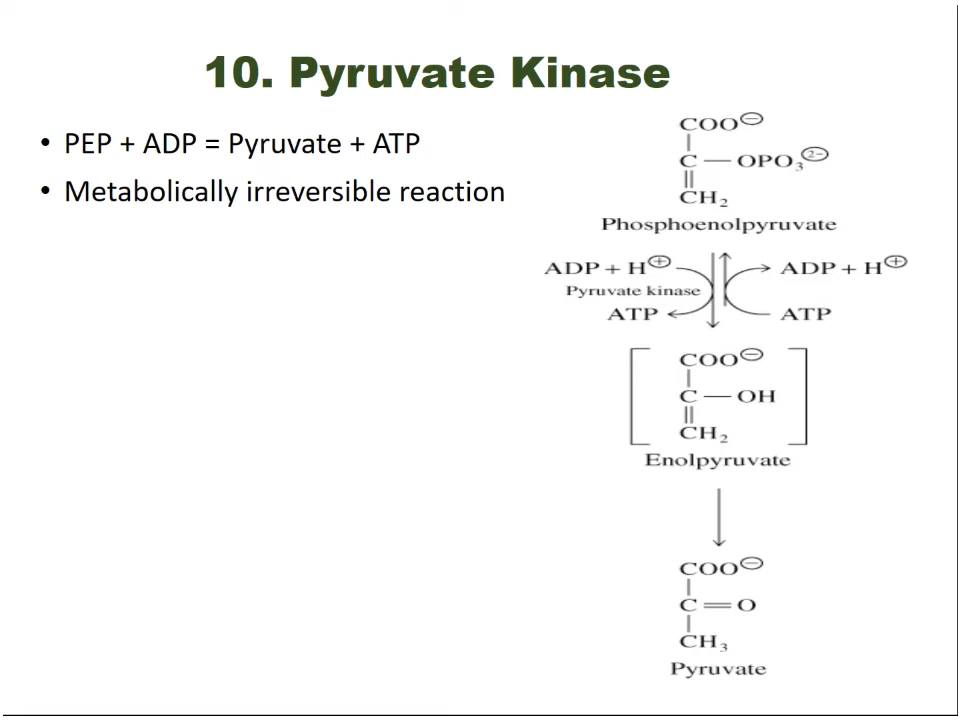 10. Pyruvate Kinase
• PEP + ADP = Pyruvate + ATP
• Metabolically irreversible reaction
COO⊖
C — OPO₃²⁻
CH₂
Phosphoenolpyruvate
ADP + H⊕ ADP + H⊕
Pyruvate kinase
ATP ATP
COO⊖
C — OH
CH₂
Enolpyruvate
COO⊖
C = O
CH₃
Pyruvate